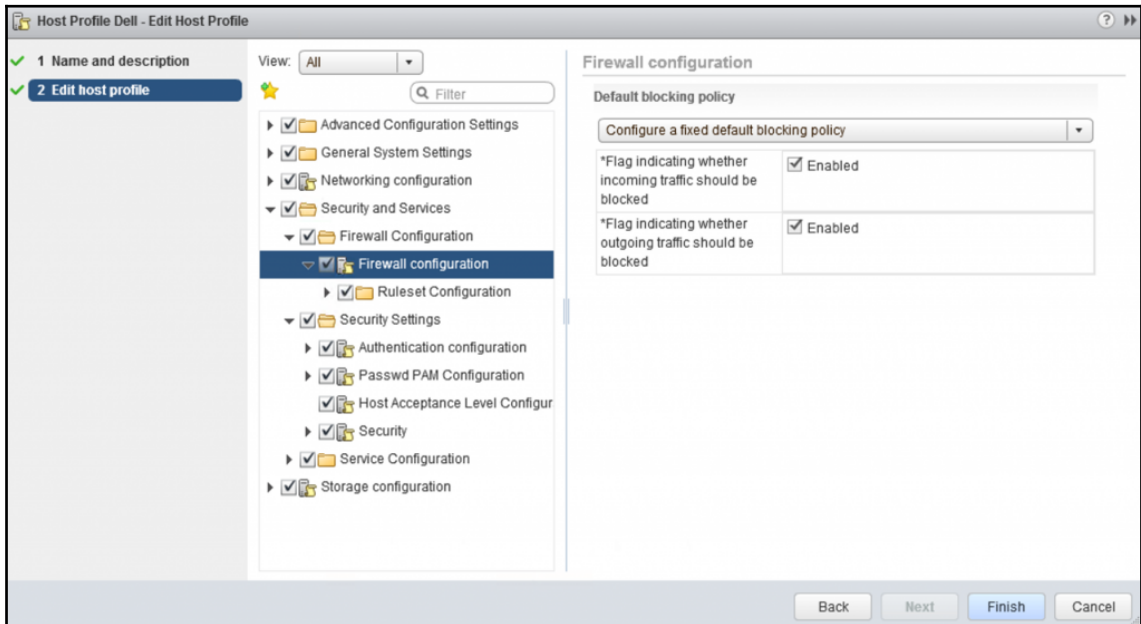 Host Profile Dell - Edit Host Profile
1 Name and description
2 Edit host profile
View: All
Filter
Advanced Configuration Settings
General System Settings
Networking configuration
Security and Services
Firewall Configuration
Firewall configuration
Ruleset Configuration
Security Settings
Authentication configuration
Passwd PAM Configuration
Host Acceptance Level Configur
Security
Service Configuration
Storage configuration
Firewall configuration
Default blocking policy
Configure a fixed default blocking policy
*Flag indicating whether
incoming traffic should be
blocked
Enabled
*Flag indicating whether
outgoing traffic should be
blocked
Enabled
Back
Next
Finish
Cancel